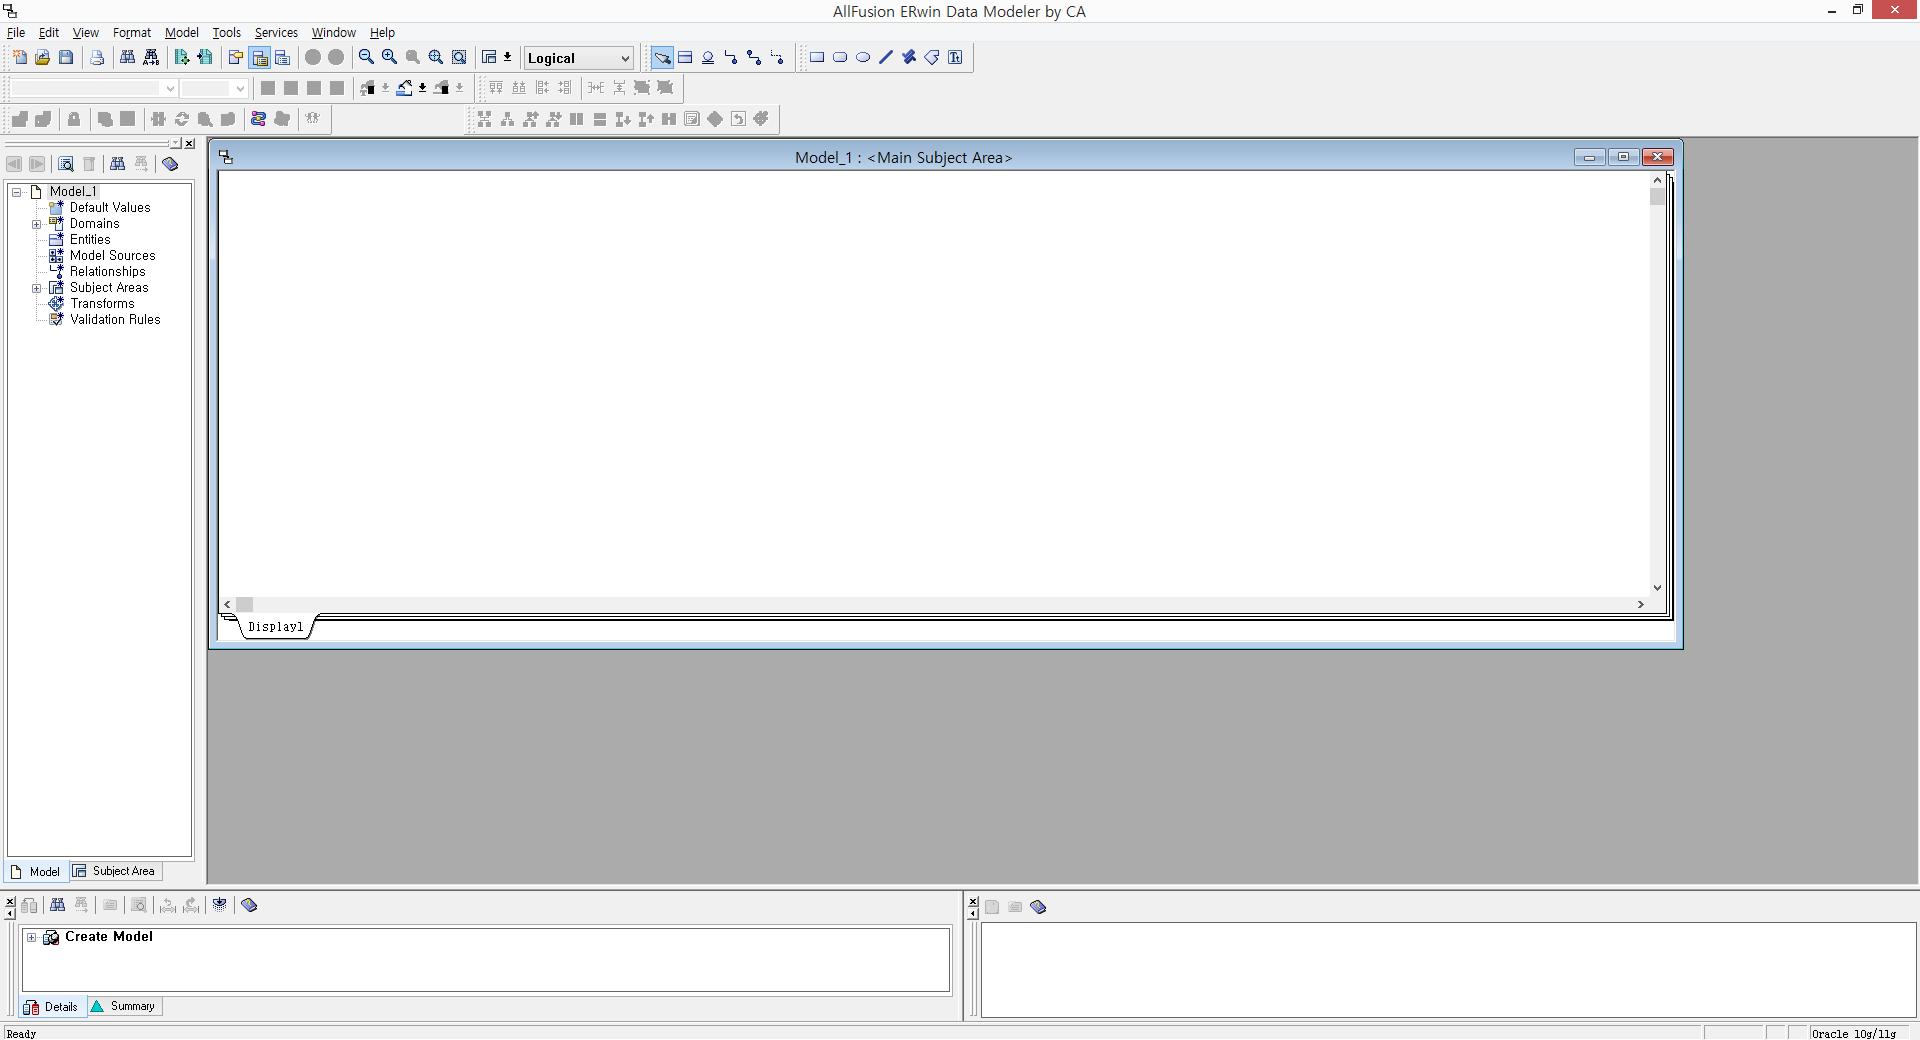 AllFusion ERwin Data Modeler by CA
File Edit View Format Model Tools Services Window Help
Logical
Model_1 : <Main Subject Area>
Model_1
Default Values
Domains
Entities
Model Sources
Relationships
Subject Areas
Transforms
Validation Rules
Display1
Model Subject Area
Create Model
Details Summary
Ready Oracle 10g/11g